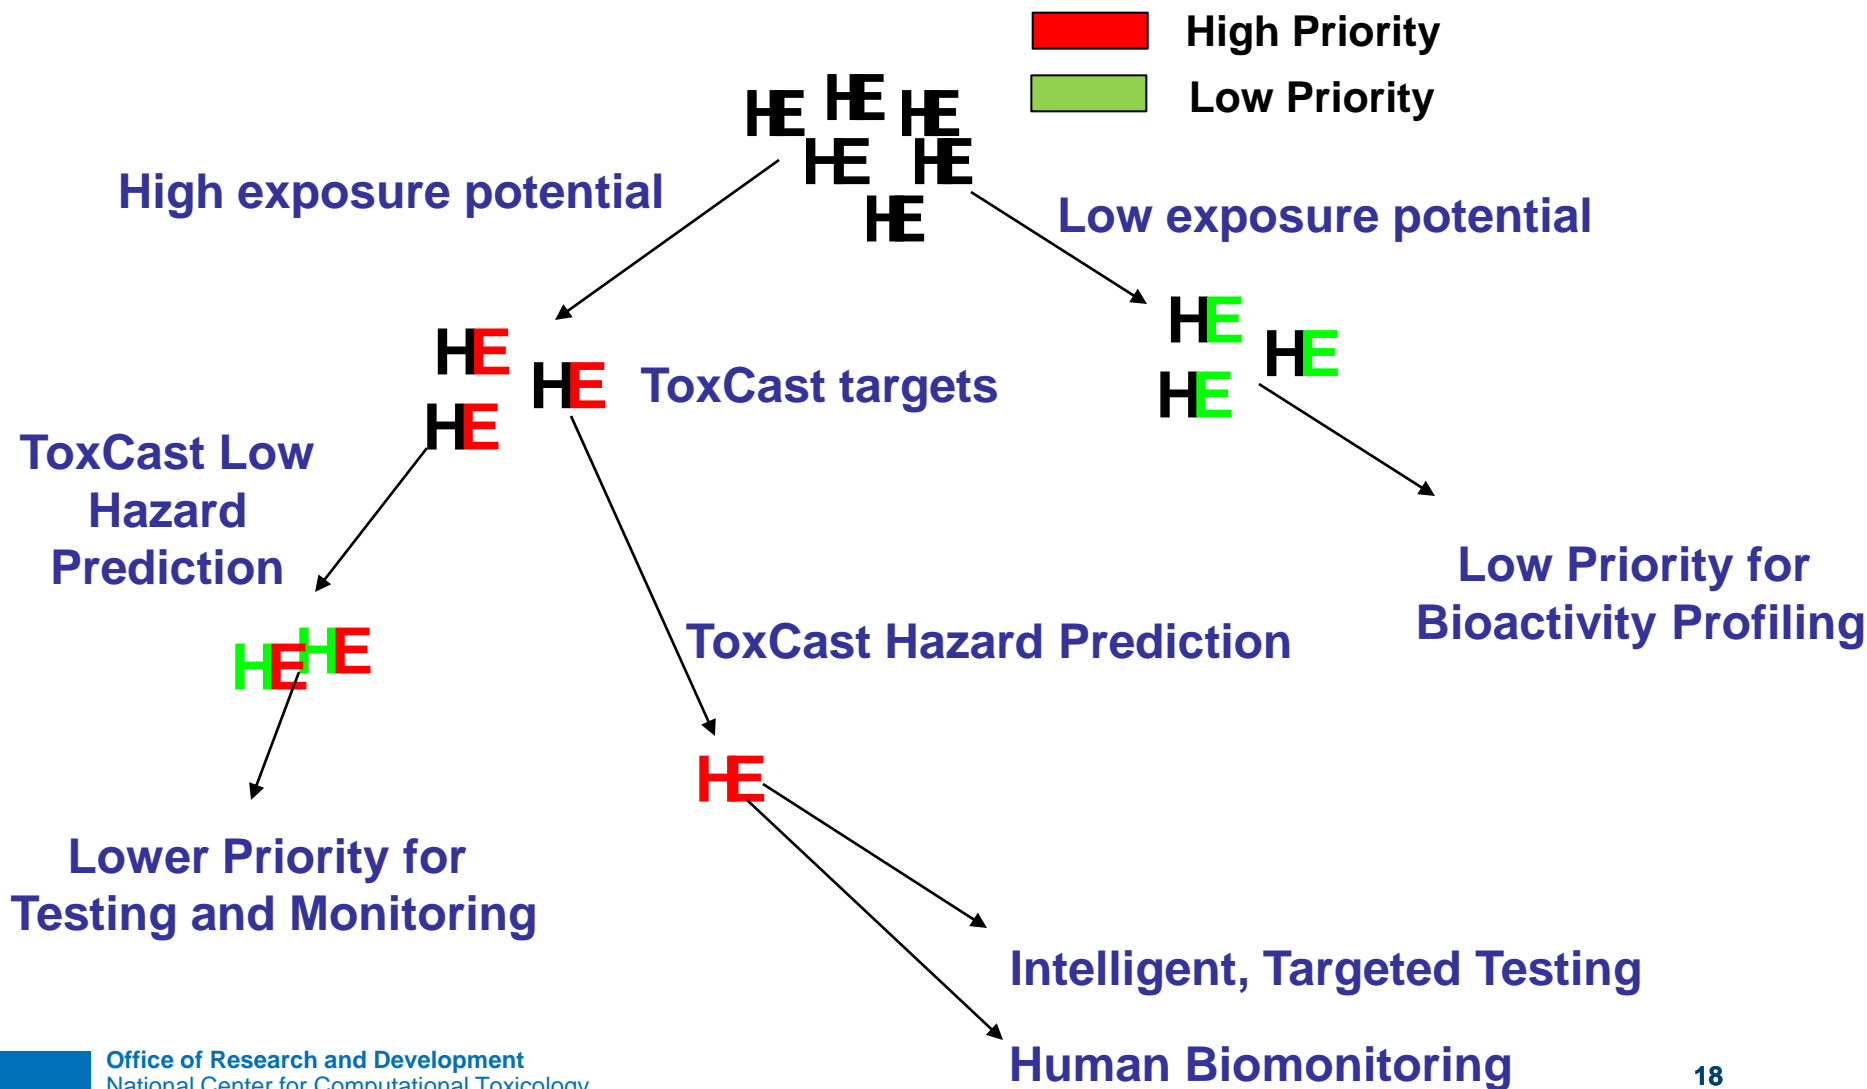 High Priority
Low Priority
HE HE HE
HE HE
HE
High exposure potential
Low exposure potential
HE
HE
HE
ToxCast targets
HE
HE
HE
ToxCast Low
Hazard
Prediction
HE HE
ToxCast Hazard Prediction
Low Priority for
Bioactivity Profiling
HE
Lower Priority for
Testing and Monitoring
Intelligent, Targeted Testing
Human Biomonitoring
Office of Research and Development
National Center for Computational Toxicology
18